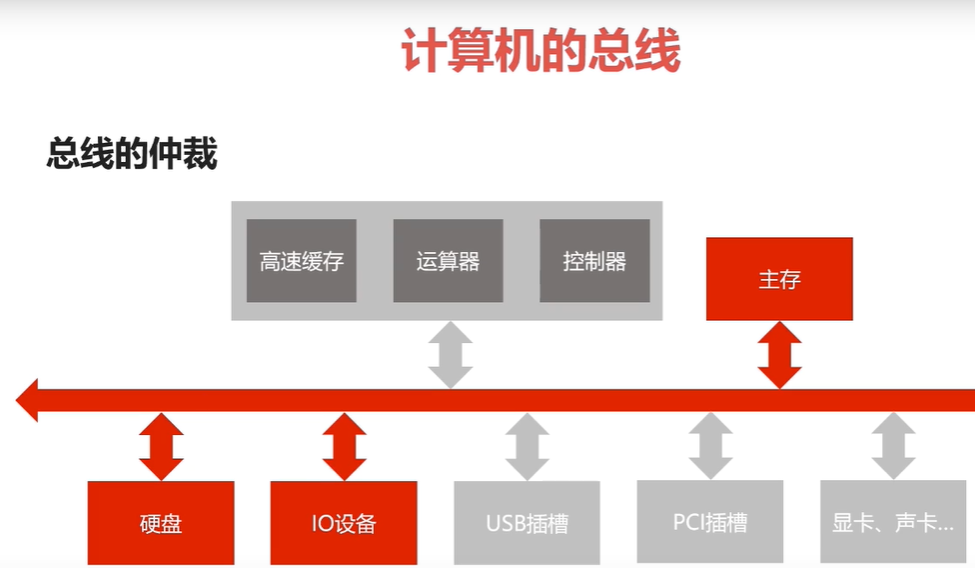 计算机的总线
总线的仲裁
高速缓存
运算器
控制器
主存
硬盘
IO设备
USB插槽
PCI插槽
显卡、声卡...